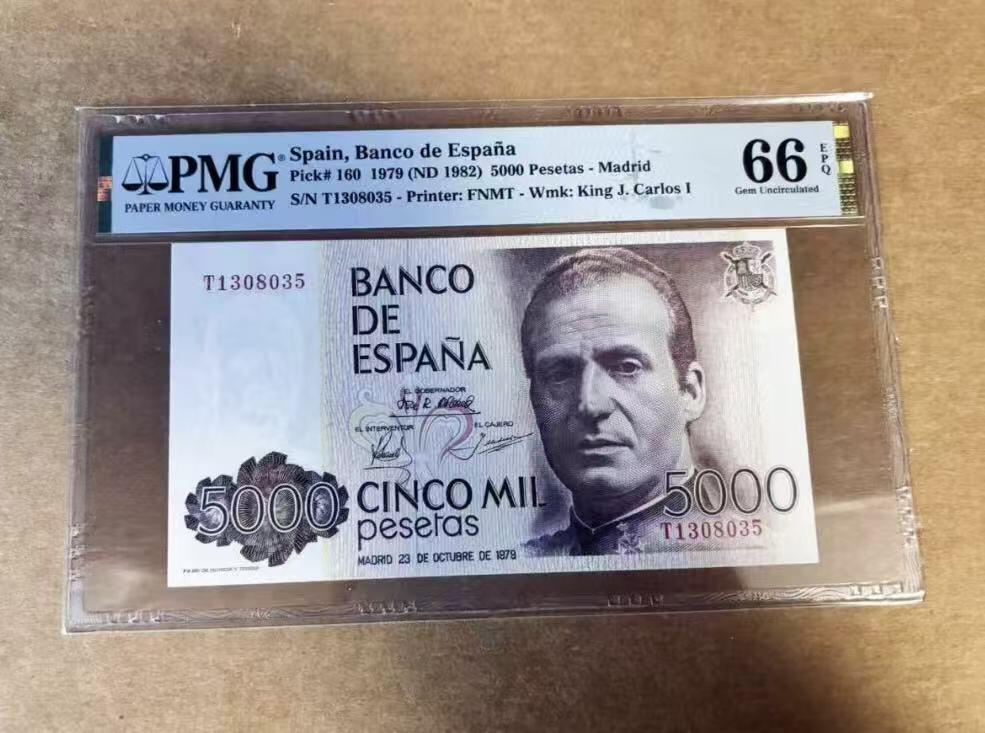 PMG®
PAPER MONEY GUARANTY
Spain, Banco de España
Pick# 160 1979 (ND 1982) 5000 Pesetas - Madrid
S/N T1308035 - Printer: FNMT - Wmk: King J. Carlos I
66
EPQ
Gem Uncirculated
T1308035
BANCO
DE
ESPAÑA
EL GOBERNADOR
EL INTERVENTOR
EL CAJERO
5000
CINCO MIL
pesetas
MADRID 23 DE OCTUBRE DE 1979
5000
T1308035